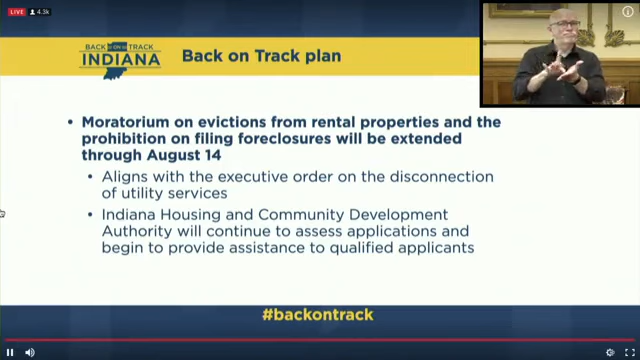 LIVE 4.3k
BACK ON TRACK
INDIANA
Back on Track plan
• Moratorium on evictions from rental properties and the
prohibition on filing foreclosures will be extended
through August 14
• Aligns with the executive order on the disconnection
of utility services
• Indiana Housing and Community Development
Authority will continue to assess applications and
begin to provide assistance to qualified applicants
#backontrack